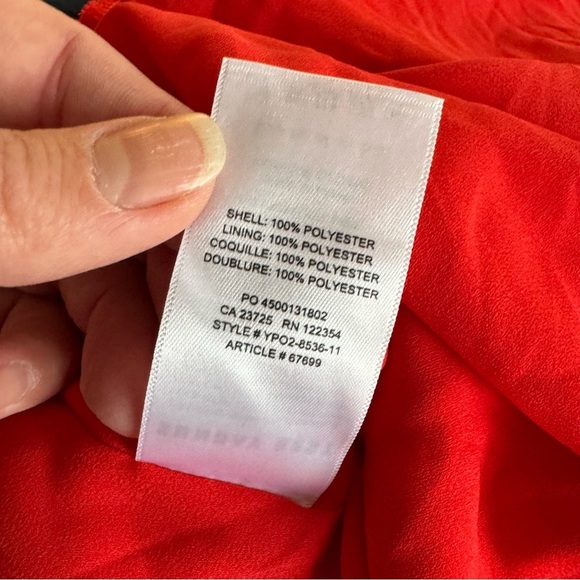 SHELL: 100% POLYESTER
LINING: 100% POLYESTER
COQUILLE: 100% POLYESTER
DOUBLURE: 100% POLYESTER
PO 4500131802
CA 23725 RN 122354
STYLE # YPO2-8536-11
ARTICLE # 67699